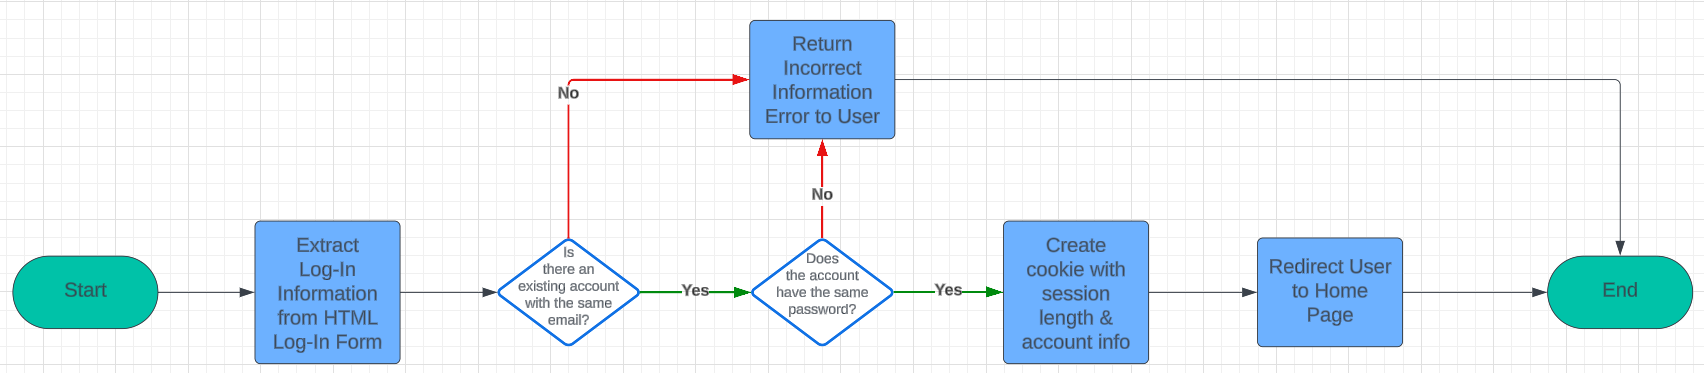 Return
Incorrect
Information
Error to User
No
No
Start
Extract
Log-In
Information
from HTML
Log-In Form
Is
there an
existing account
with the same
email?
Yes
Does
the account
have the same
password?
Yes
Create
cookie with
session
length &
account info
Redirect User
to Home
Page
End